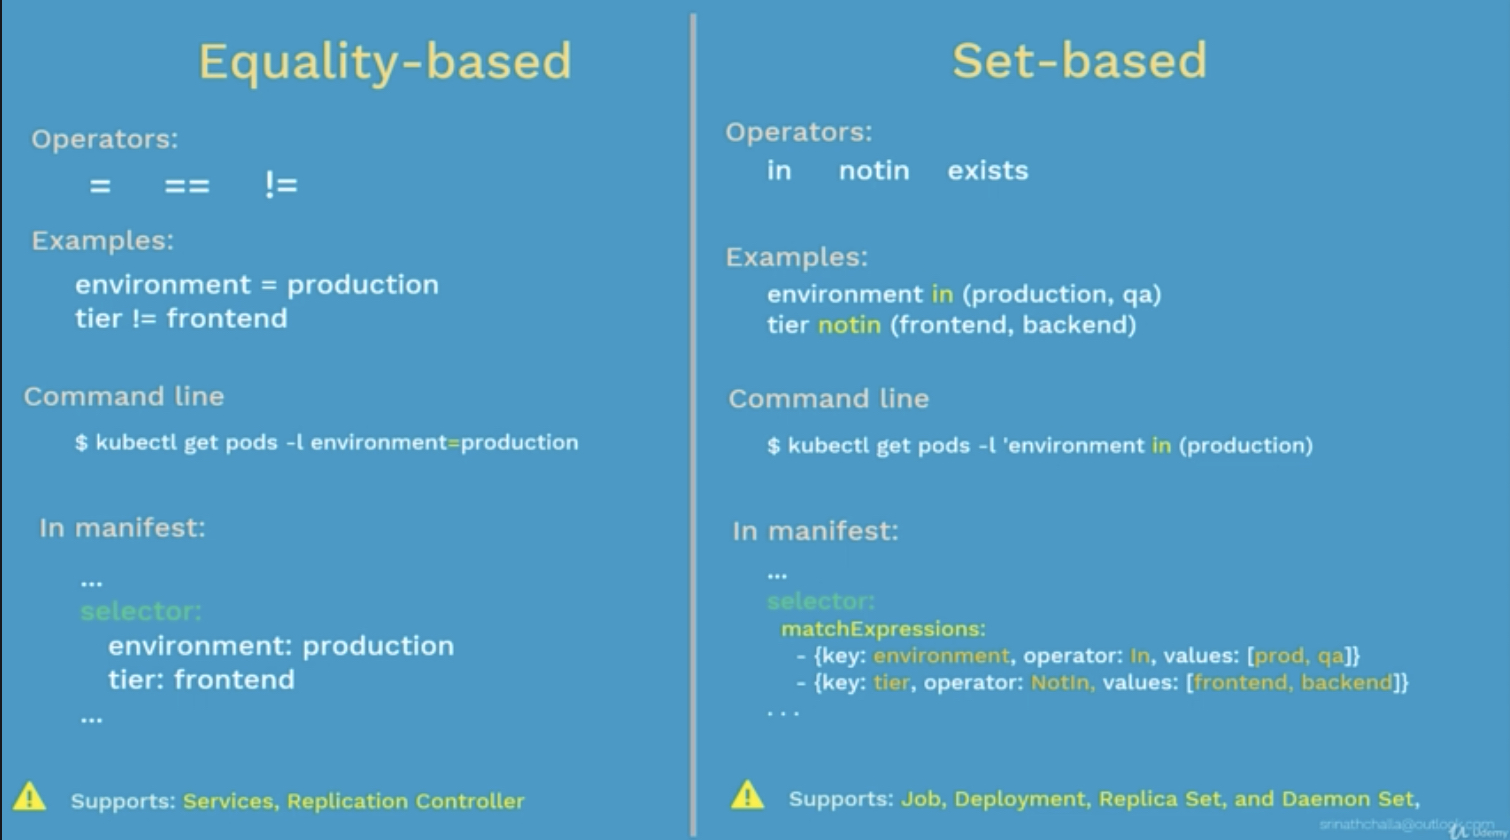 Equality-based
Operators:
= == !=
Examples:
environment = production
tier != frontend
Command line
$ kubectl get pods -l environment=production
In manifest:
...
selector:
environment: production
tier: frontend
...
Supports: Services, Replication Controller
Set-based
Operators:
in notin exists
Examples:
environment in (production, qa)
tier notin (frontend, backend)
Command line
$ kubectl get pods -l 'environment in (production)
In manifest:
...
selector:
matchExpressions:
- {key: environment, operator: In, values: [prod, qa]}
- {key: tier, operator: NotIn, values: [frontend, backend]}
. . .
Supports: Job, Deployment, Replica Set, and Daemon Set,
srinathchalla@outlook.com
Udemy